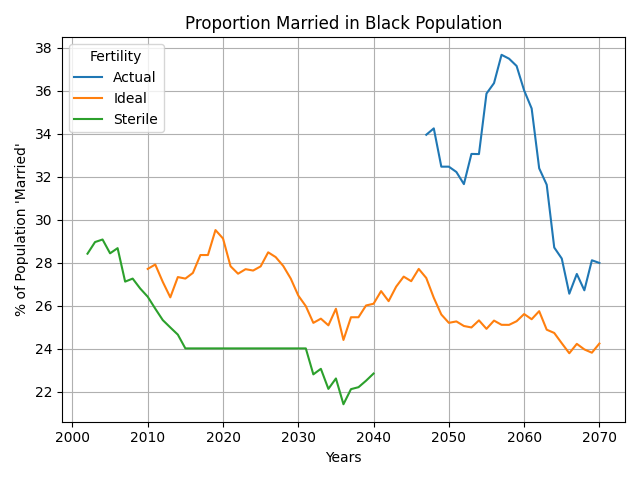 Proportion Married in Black Population
Fertility
Actual
Ideal
Sterile
% of Population 'Married'
38
36
34
32
30
28
26
24
22
2000 2010 2020 2030 2040 2050 2060 2070
Years